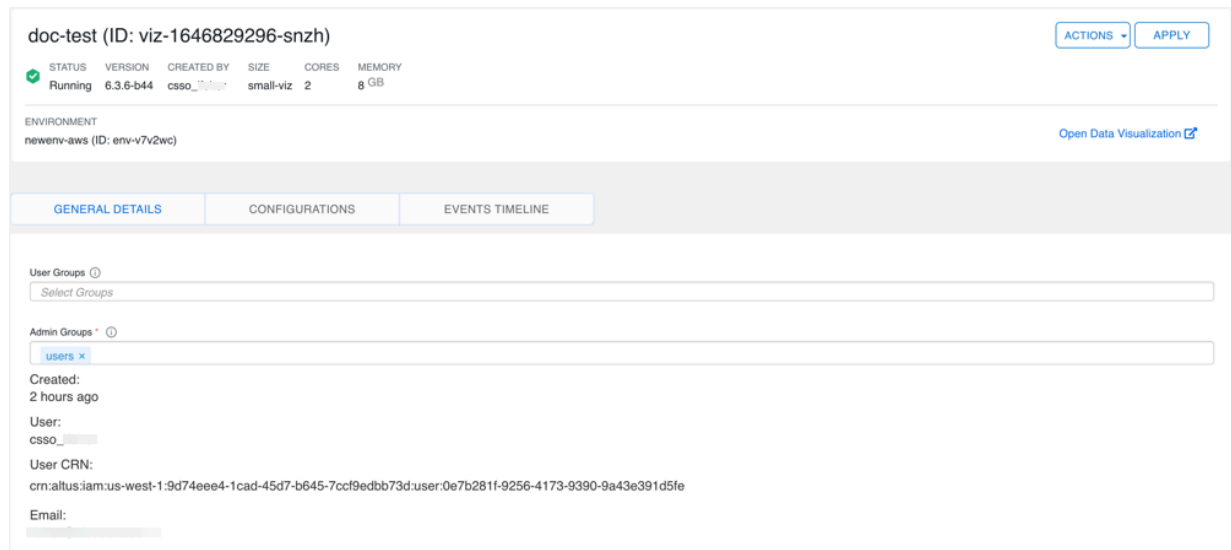 doc-test (ID: viz-1646829296-snzh)
ACTIONS APPLY
STATUS VERSION CREATED BY SIZE CORES MEMORY
Running 6.3.6-b44 csso_ small-viz 2 8 GB
ENVIRONMENT
newenv-aws (ID: env-v7v2wc)
Open Data Visualization
GENERAL DETAILS CONFIGURATIONS EVENTS TIMELINE
User Groups
Select Groups
Admin Groups *
users ×
Created:
2 hours ago
User:
csso_
User CRN:
crn:altus:iam:us-west-1:9d74eee4-1cad-45d7-b645-7ccf9edbb73d:user:0e7b281f-9256-4173-9390-9a43e391d5fe
Email: